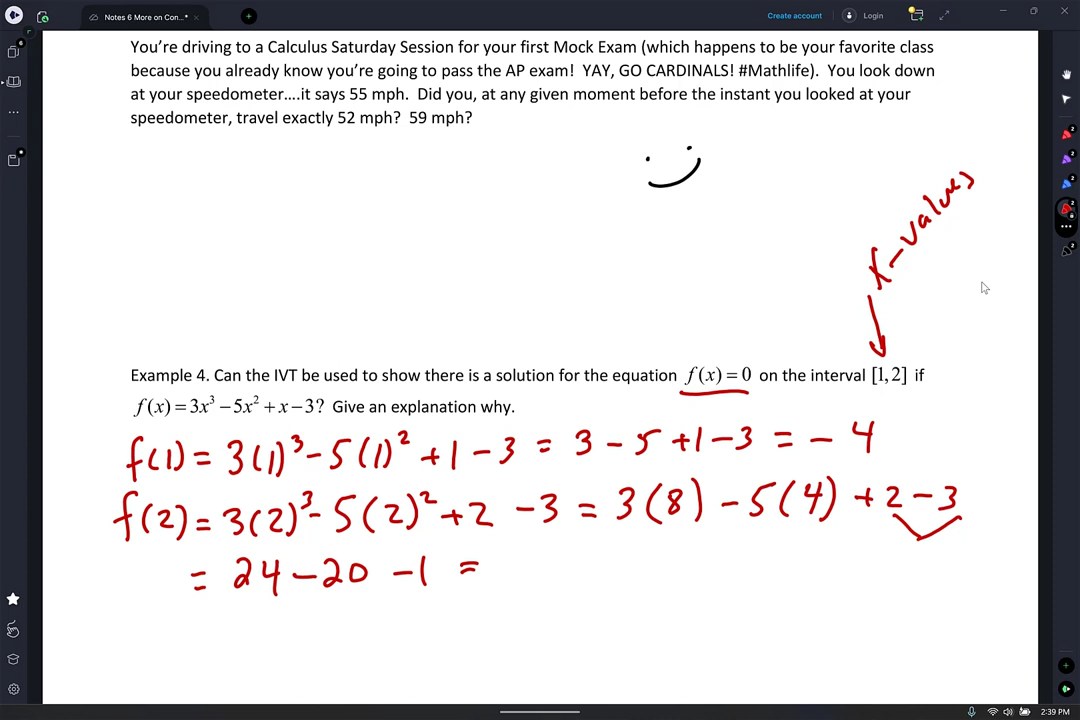 Notes 6 More on Con...*
Create account
Login
You're driving to a Calculus Saturday Session for your first Mock Exam (which happens to be your favorite class
because you already know you're going to pass the AP exam! YAY, GO CARDINALS! #Mathlife). You look down
at your speedometer....it says 55 mph. Did you, at any given moment before the instant you looked at your
speedometer, travel exactly 52 mph? 59 mph?
x-values
Example 4. Can the IVT be used to show there is a solution for the equation f(x) = 0 on the interval [1,2] if
f(x) = 3x³ − 5x² + x − 3? Give an explanation why.
f(1) = 3(1)³ − 5(1)² + 1 − 3 = 3 − 5 + 1 − 3 = − 4
f(2) = 3(2)³ − 5(2)² + 2 − 3 = 3(8) − 5(4) + 2 − 3
= 24 − 20 − 1 =
2:39 PM